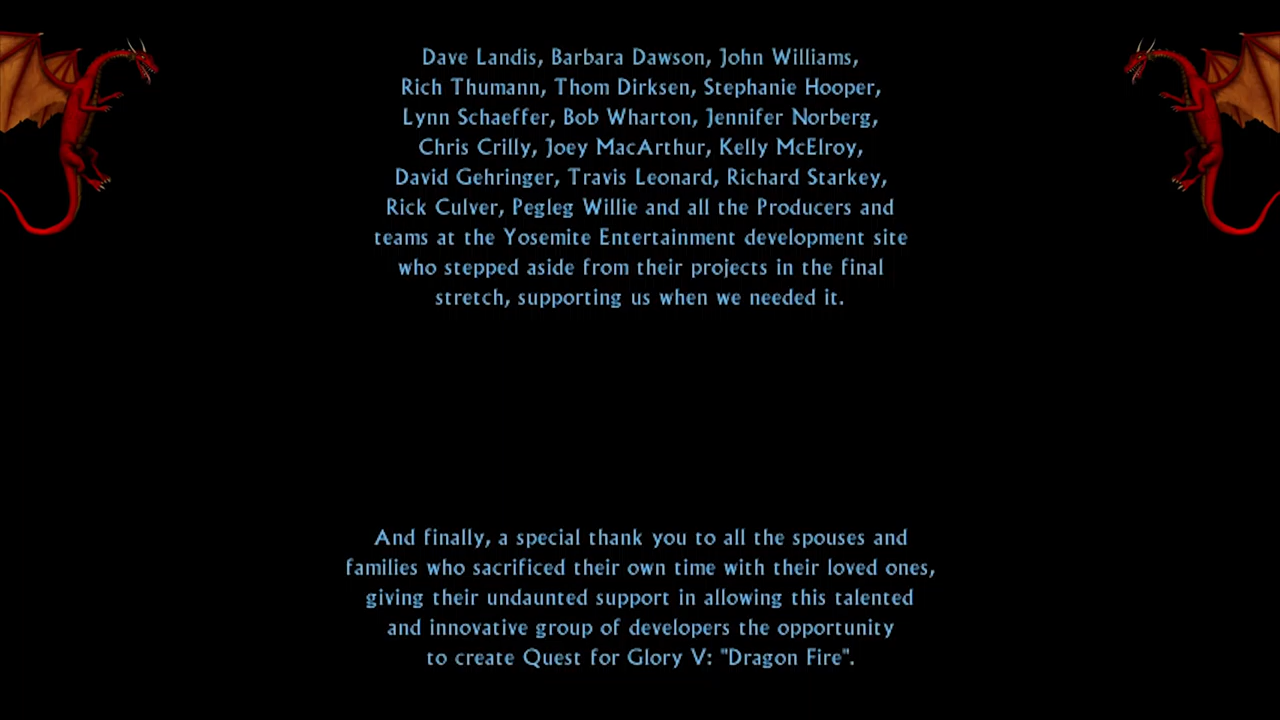 Dave Landis, Barbara Dawson, John Williams,
Rich Thumann, Thom Dirksen, Stephanie Hooper,
Lynn Schaeffer, Bob Wharton, Jennifer Norberg,
Chris Crilly, Joey MacArthur, Kelly McElroy,
David Gehringer, Travis Leonard, Richard Starkey,
Rick Culver, Pegleg Willie and all the Producers and
teams at the Yosemite Entertainment development site
who stepped aside from their projects in the final
stretch, supporting us when we needed it.
And finally, a special thank you to all the spouses and
families who sacrificed their own time with their loved ones,
giving their undaunted support in allowing this talented
and innovative group of developers the opportunity
to create Quest for Glory V: "Dragon Fire".